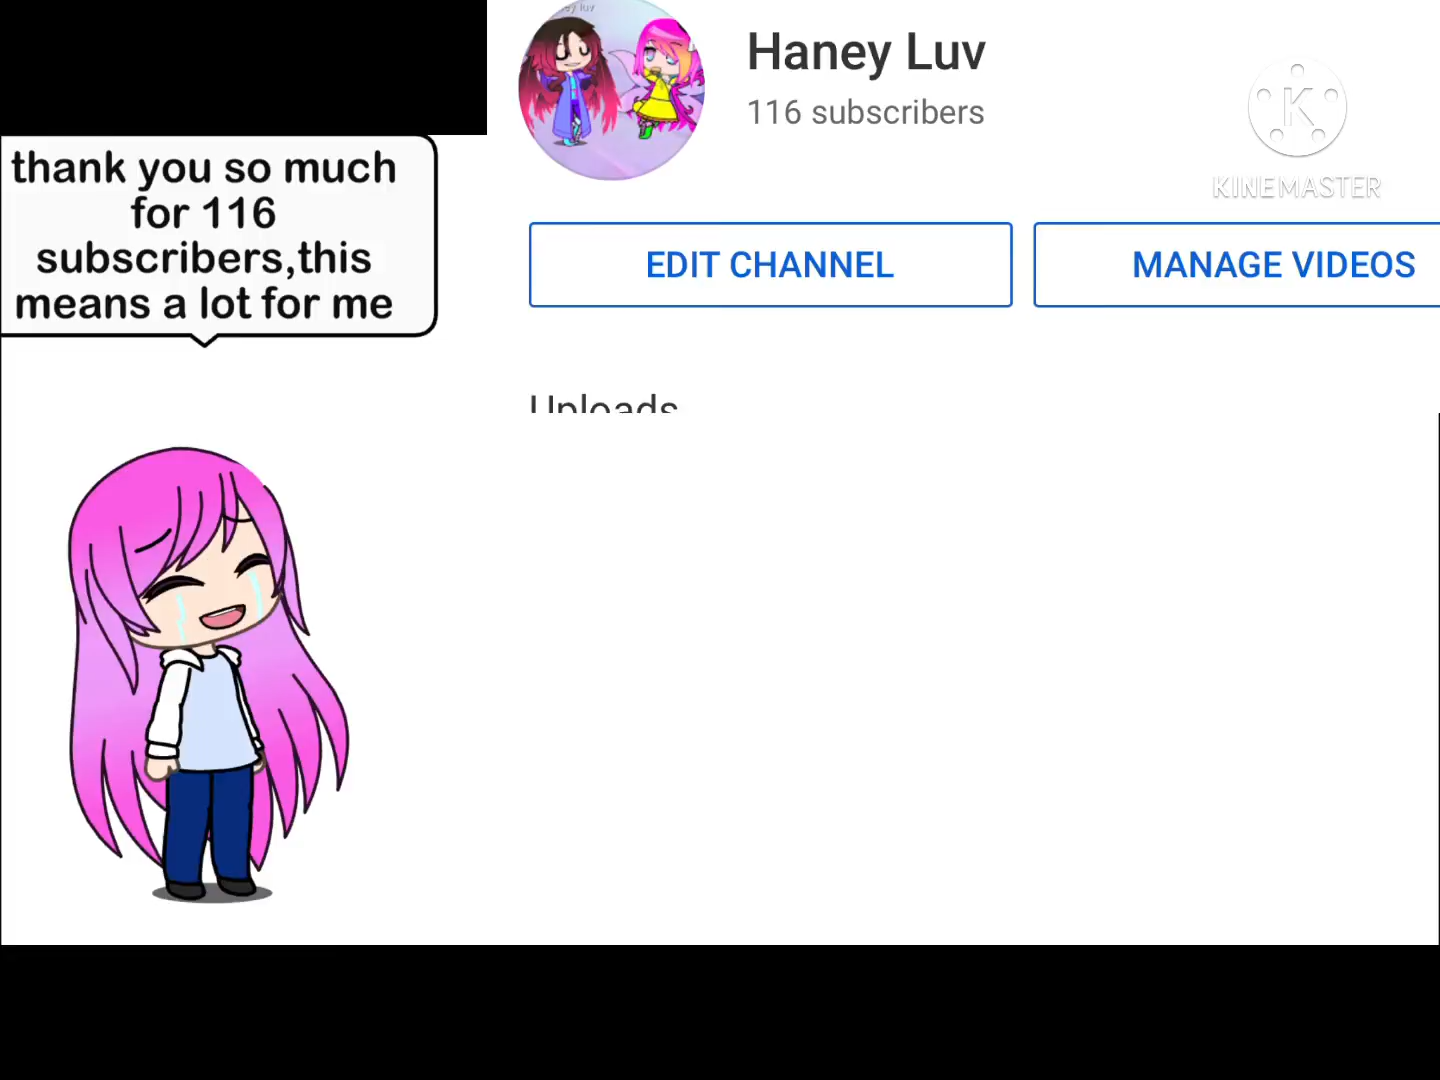 thank you so much
for 116
subscribers,this
means a lot for me
Haney Luv
116 subscribers
KINEMASTER
EDIT CHANNEL
MANAGE VIDEOS
Uploads